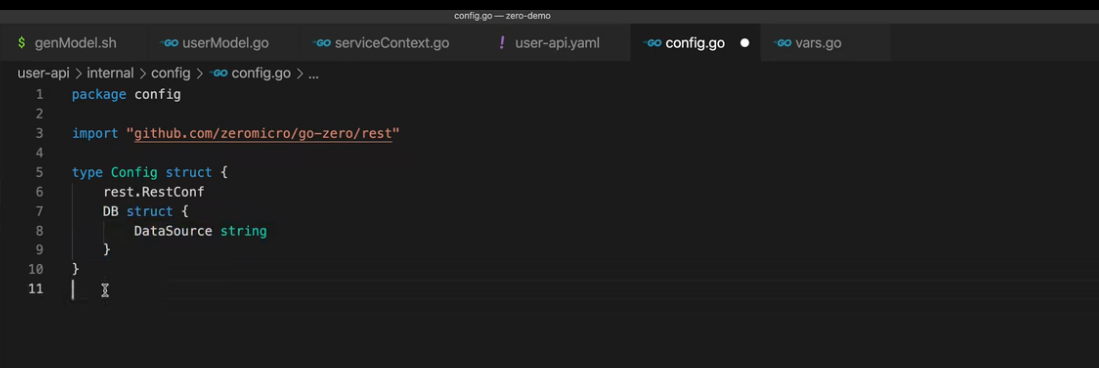 config.go — zero-demo
$ genModel.sh
GO userModel.go
GO serviceContext.go
! user-api.yaml
GO config.go
GO vars.go
user-api > internal > config > GO config.go > ...
1 package config
2
3 import "github.com/zeromicro/go-zero/rest"
4
5 type Config struct {
6 rest.RestConf
7 DB struct {
8 DataSource string
9 }
10 }
11